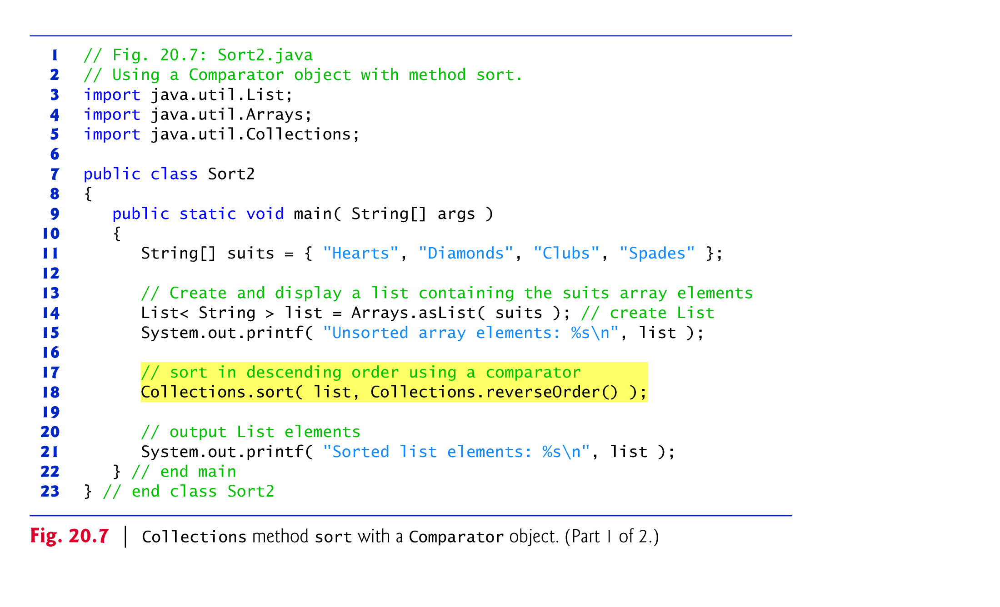 1 // Fig. 20.7: Sort2.java
2 // Using a Comparator object with method sort.
3 import java.util.List;
4 import java.util.Arrays;
5 import java.util.Collections;
6
7 public class Sort2
8 {
9    public static void main( String[] args )
10    {
11       String[] suits = { "Hearts", "Diamonds", "Clubs", "Spades" };
12
13       // Create and display a list containing the suits array elements
14       List< String > list = Arrays.asList( suits ); // create List
15       System.out.printf( "Unsorted array elements: %s\n", list );
16
17       // sort in descending order using a comparator
18       Collections.sort( list, Collections.reverseOrder() );
19
20       // output List elements
21       System.out.printf( "Sorted list elements: %s\n", list );
22    } // end main
23 } // end class Sort2
Fig. 20.7 | Collections method sort with a Comparator object. (Part 1 of 2.)